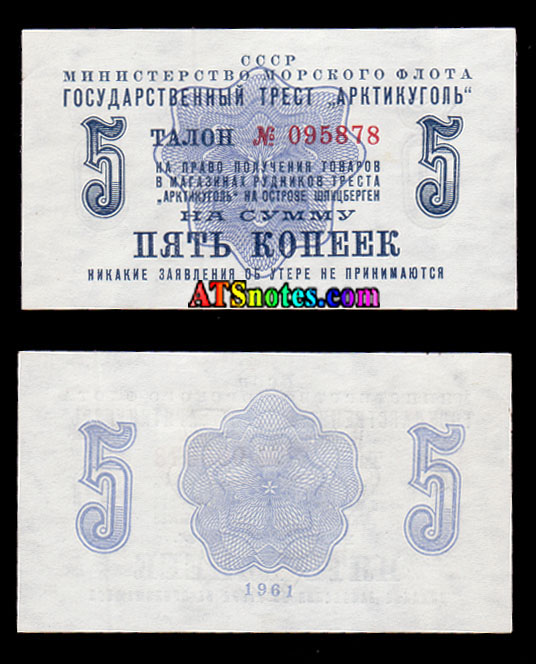 СССР
МИНИСТЕРСТВО МОРСКОГО ФЛОТА
ГОСУДАРСТВЕННЫЙ ТРЕСТ „АРКТИКУГОЛЬ“
5 ТАЛОН № 095878 5
НА ПРАВО ПОЛУЧЕНИЯ ТОВАРОВ
В МАГАЗИНАХ РУДНИКОВ ТРЕСТА
„АРКТИКУГОЛЬ“ НА ОСТРОВЕ ШПИЦБЕРГЕН
НА СУММУ
ПЯТЬ КОПЕЕК
НИКАКИЕ ЗАЯВЛЕНИЯ ОБ УТЕРЕ НЕ ПРИНИМАЮТСЯ
ATSnotes.com
5 5
1961